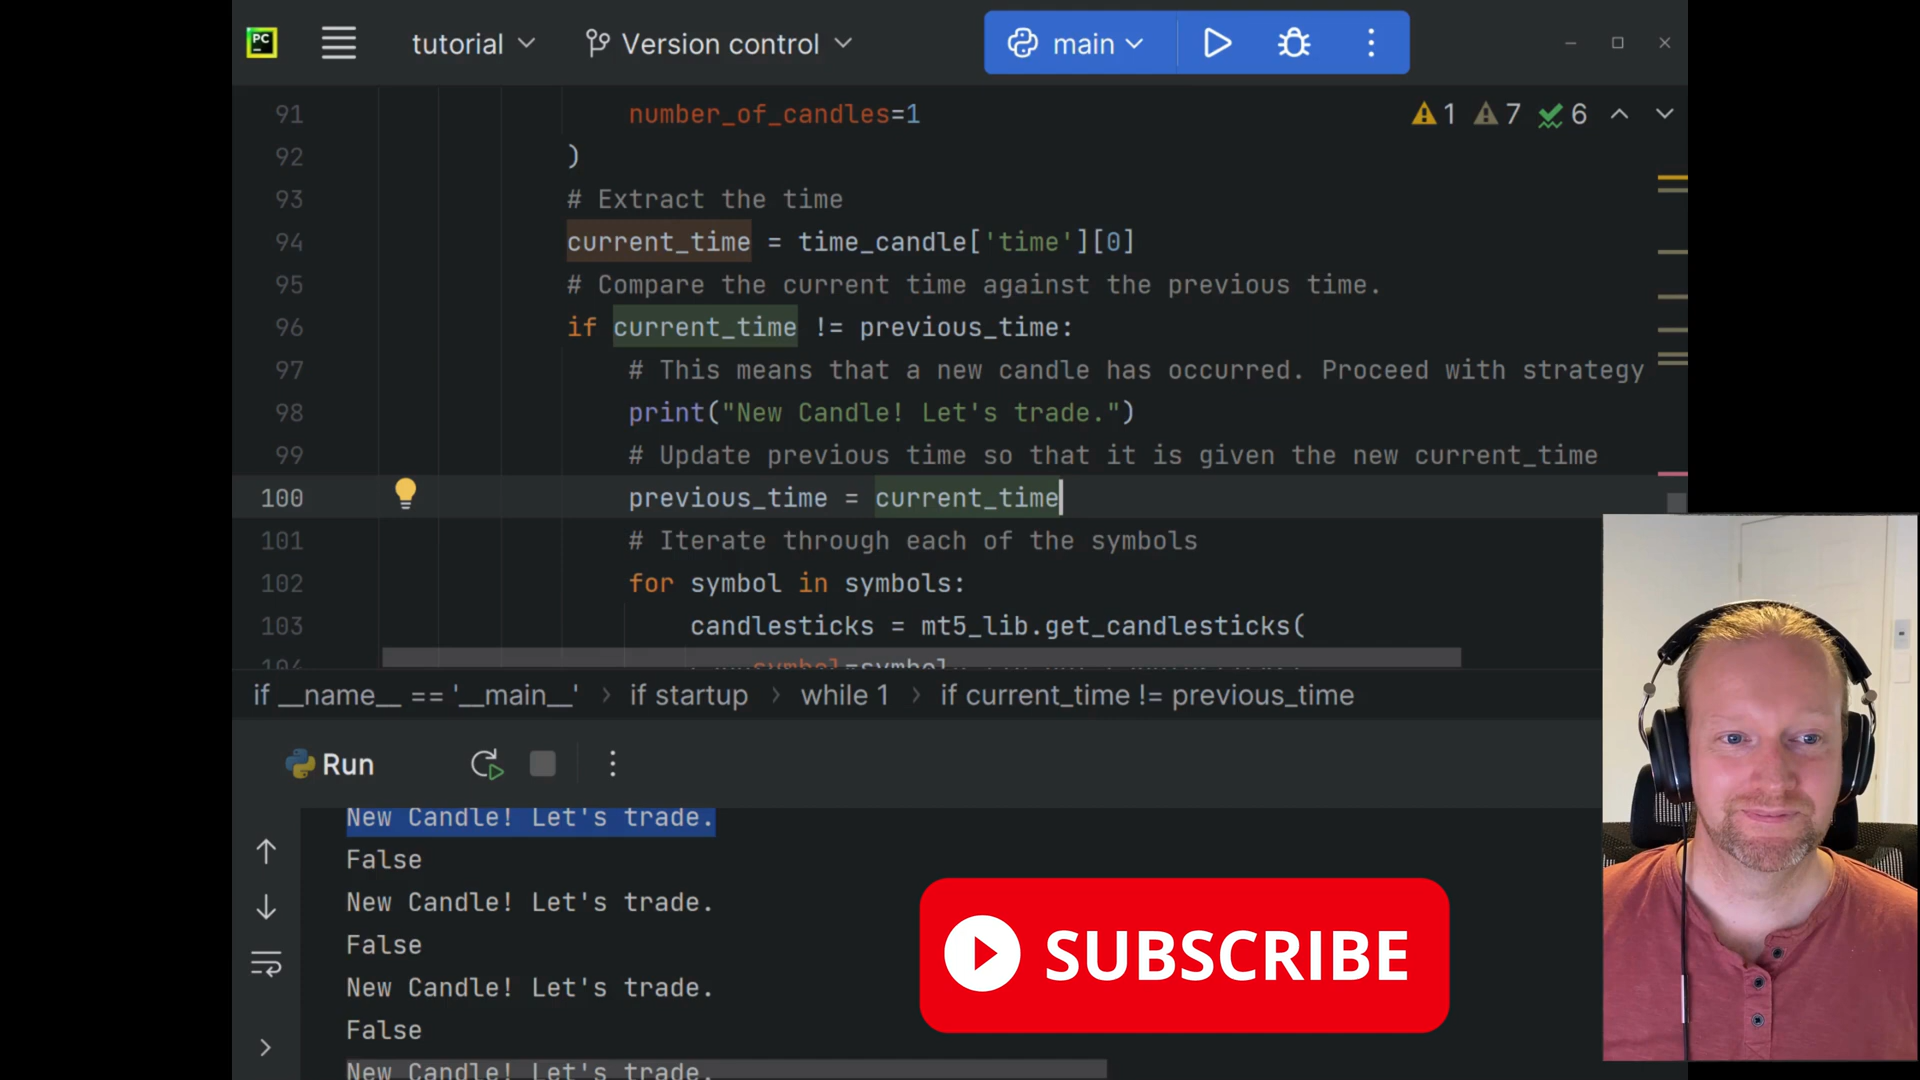 PC
tutorial
Version control
main
91 number_of_candles=1
1 7 6
92 )
93 # Extract the time
94 current_time = time_candle['time'][0]
95 # Compare the current time against the previous time.
96 if current_time != previous_time:
97 # This means that a new candle has occurred. Proceed with strategy
98 print("New Candle! Let's trade.")
99 # Update previous time so that it is given the new current_time
100 previous_time = current_time
101 # Iterate through each of the symbols
102 for symbol in symbols:
103 candlesticks = mt5_lib.get_candlesticks(
104 symbol=symbol
if __name__ == '__main__' › if startup › while 1 › if current_time != previous_time
Run
New Candle! Let's trade.
False
New Candle! Let's trade.
False
New Candle! Let's trade.
False
New Candle! Let's trade.
SUBSCRIBE